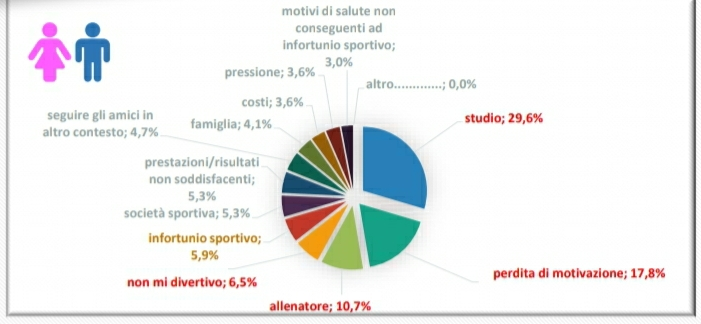 motivi di salute non
conseguenti ad
infortunio sportivo;
3,0%
pressione; 3,6%
altro.............; 0,0%
costi; 3,6%
studio; 29,6%
seguire gli amici in
altro contesto; 4,7%
famiglia; 4,1%
prestazioni/risultati
non soddisfacenti;
5,3%
società sportiva; 5,3%
infortunio sportivo;
5,9%
perdita di motivazione; 17,8%
non mi divertivo; 6,5%
allenatore; 10,7%